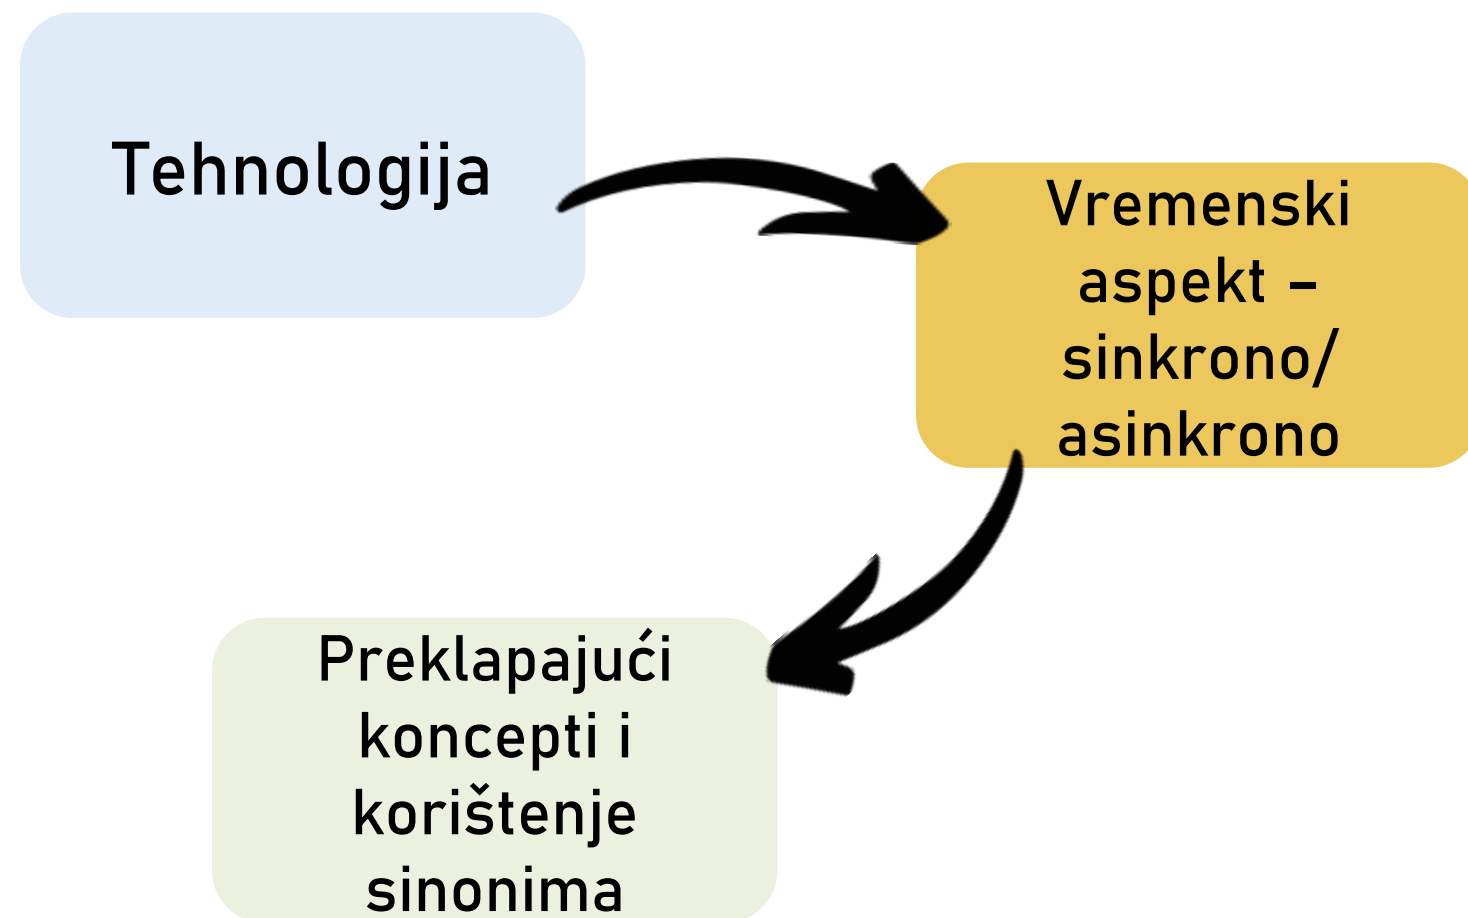 Tehnologija
Vremenski
aspekt –
sinkrono/
asinkrono
Preklapajući
koncepti i
korištenje
sinonima